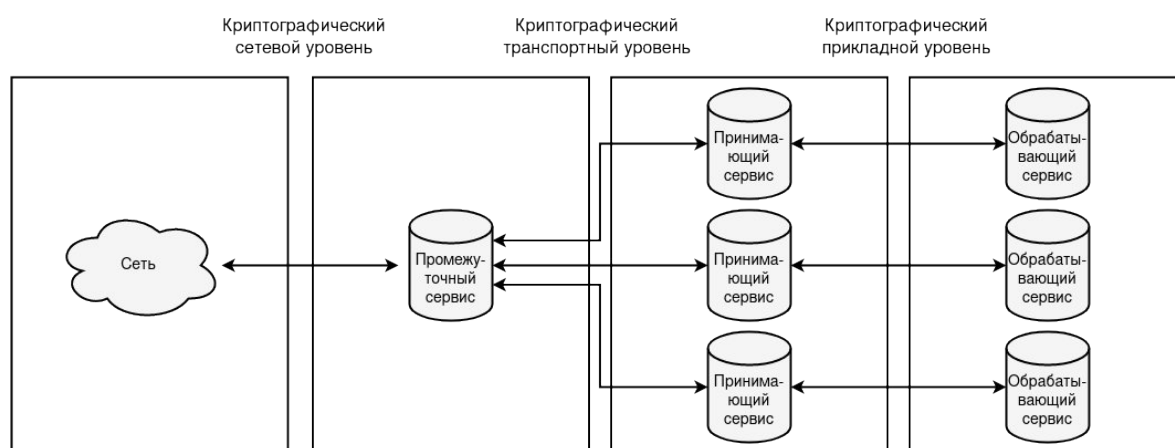 Криптографический
сетевой уровень
Криптографический
транспортный уровень
Криптографический
прикладной уровень
Принима-
ющий
сервис
Обрабаты-
вающий
сервис
Сеть
Промежу-
точный
сервис
Принима-
ющий
сервис
Обрабаты-
вающий
сервис
Принима-
ющий
сервис
Обрабаты-
вающий
сервис